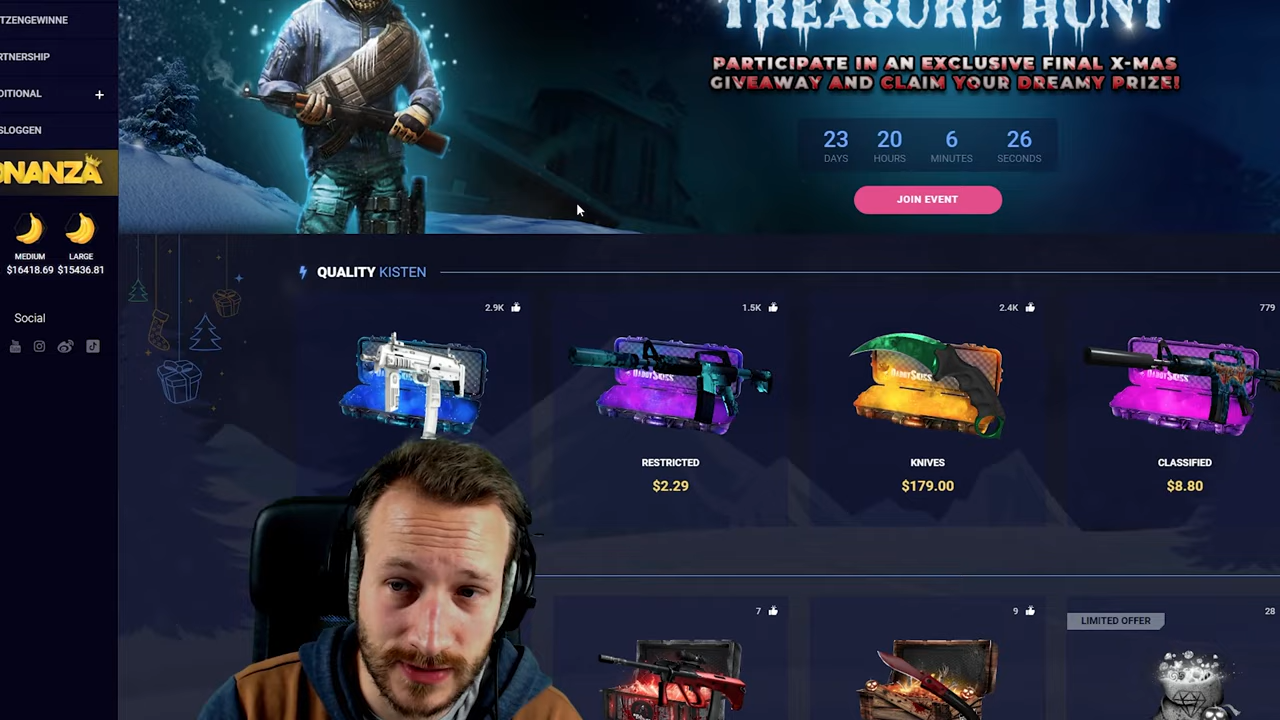 TZENGEWINNE
RTNERSHIP
DITIONAL
SLOGGEN
NANZA
MEDIUM
LARGE
$16418.69
$15436.81
Social
TREASURE HUNT
PARTICIPATE IN AN EXCLUSIVE FINAL X-MAS
GIVEAWAY AND CLAIM YOUR DREAMY PRIZE!
23
20
6
26
DAYS
HOURS
MINUTES
SECONDS
JOIN EVENT
QUALITY KISTEN
2.9K
1.5K
2.4K
779
DADDYSKINS
RESTRICTED
KNIVES
CLASSIFIED
$2.29
$179.00
$8.80
7
9
28
LIMITED OFFER